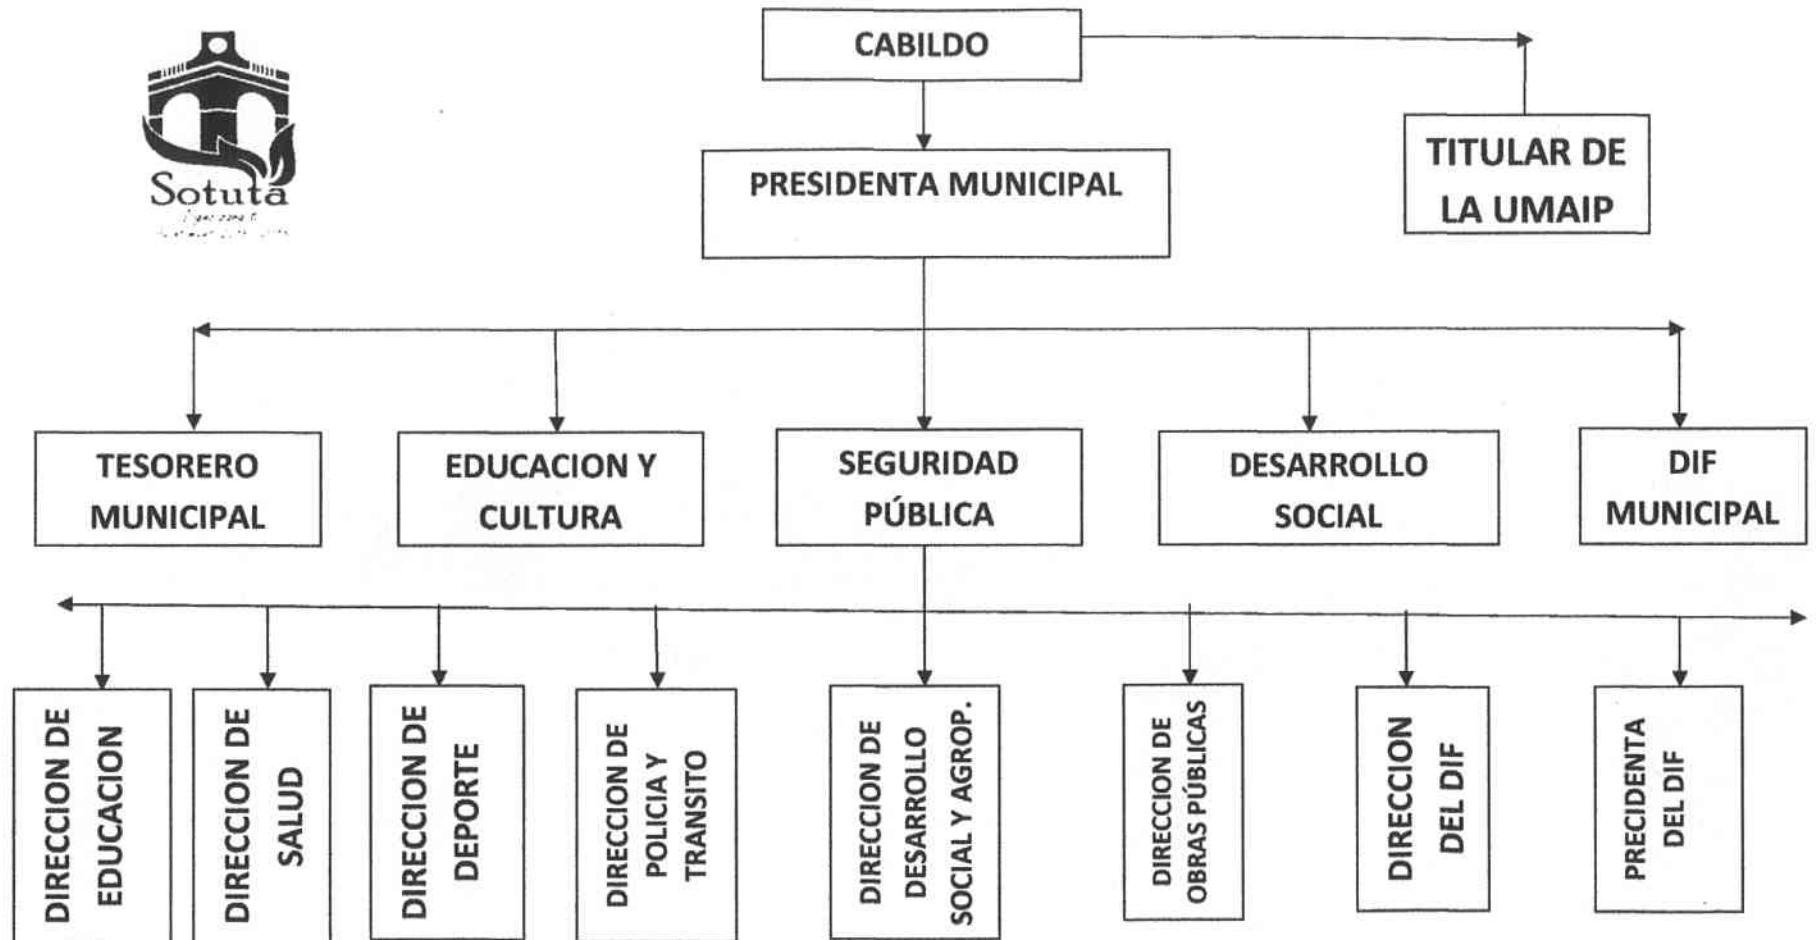 CABILDO
TITULAR DE
LA UMAIP
PRESIDENTA MUNICIPAL
Sotuta
TESORERO
MUNICIPAL
EDUCACION Y
CULTURA
SEGURIDAD
PÚBLICA
DESARROLLO
SOCIAL
DIF
MUNICIPAL
DIRECCION DE
EDUCACION
DIRECCION DE
SALUD
DIRECCION DE
DEPORTE
DIRECCION DE
POLICIA Y
TRANSITO
DIRECCION DE
DESARROLLO
SOCIAL Y AGROP.
DIRECCION DE
OBRAS PÚBLICAS
DIRECCION
DEL DIF
PRECIDENTA
DEL DIF